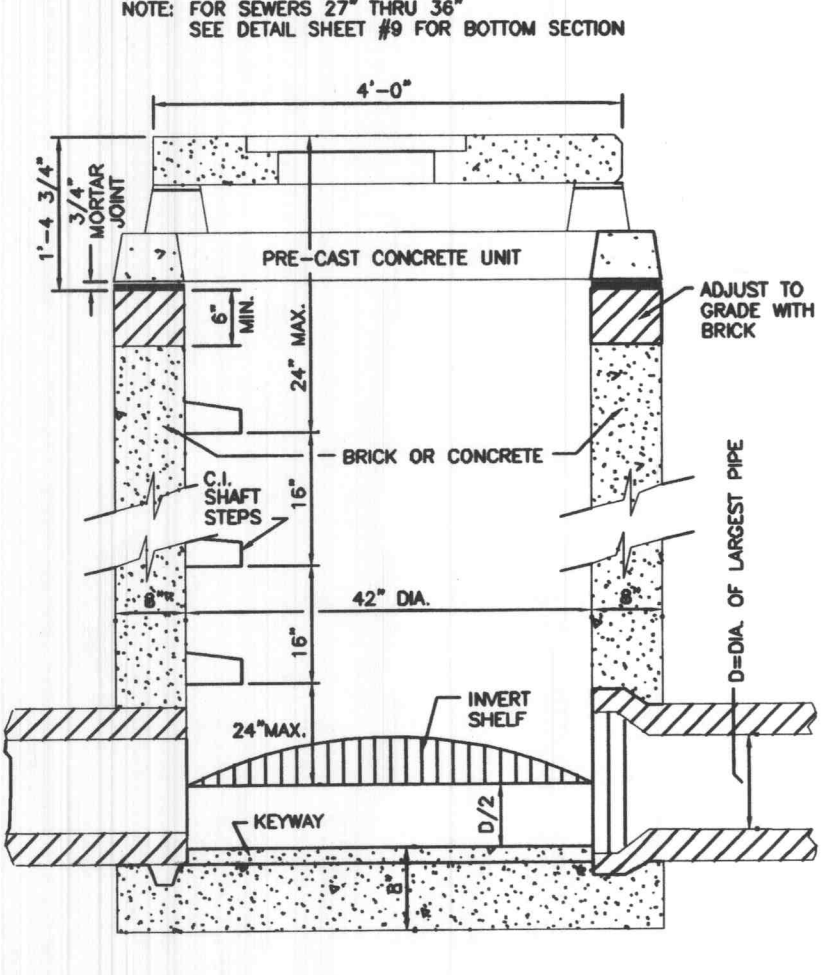 NOTE: FOR SEWERS 27" THRU 36"
SEE DETAIL SHEET #9 FOR BOTTOM SECTION
4'-0"
1'-4 3/4"
3/4"
MORTAR
JOINT
PRE-CAST CONCRETE UNIT
6"
MIN.
24" MAX.
ADJUST TO
GRADE WITH
BRICK
BRICK OR CONCRETE
C.I.
SHAFT
STEPS
16"
8"
42" DIA.
8"
16"
D=DIA. OF LARGEST PIPE
24"MAX.
INVERT
SHELF
KEYWAY
D/2
8"